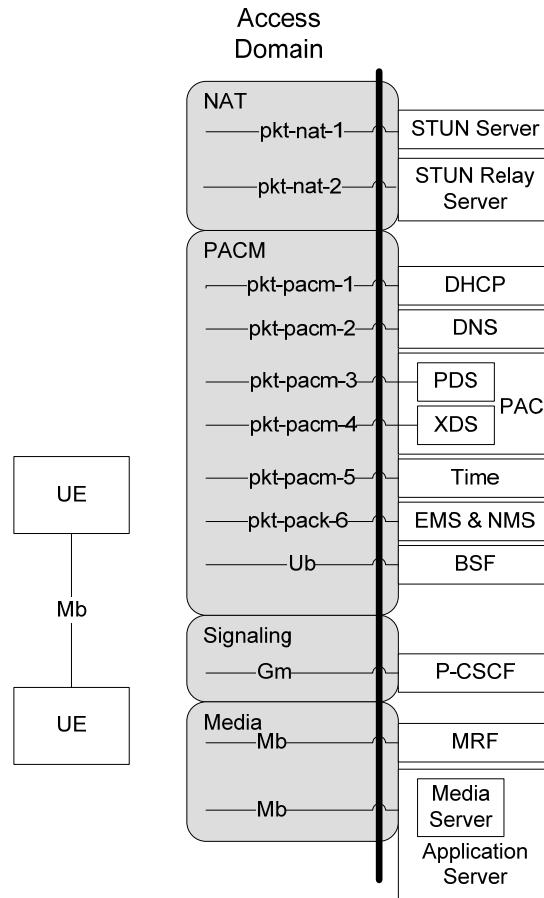 Access
Domain
NAT
pkt-nat-1
STUN Server
pkt-nat-2
STUN Relay
Server
PACM
pkt-pacm-1
DHCP
pkt-pacm-2
DNS
pkt-pacm-3
PDS
PAC
pkt-pacm-4
XDS
pkt-pacm-5
Time
pkt-pack-6
EMS & NMS
Ub
BSF
UE
Mb
UE
Signaling
Gm
P-CSCF
Media
Mb
MRF
Mb
Media
Server
Application
Server